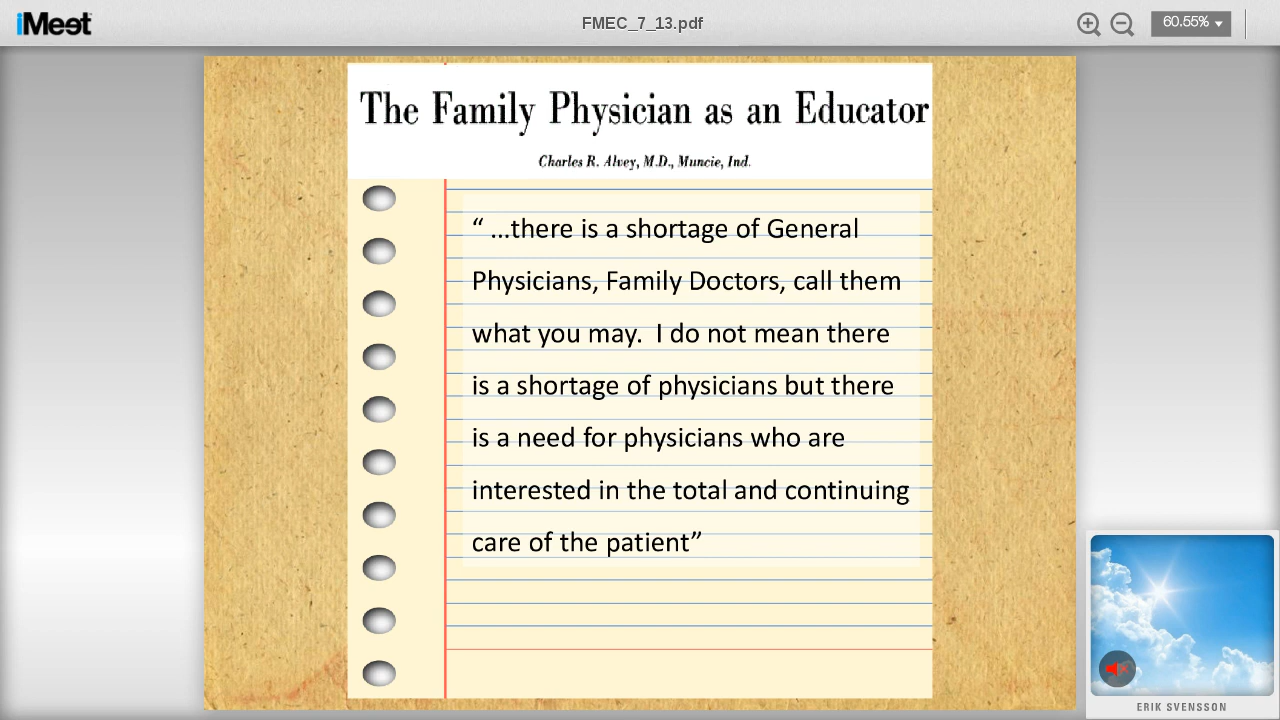 iMeet
FMEC_7_13.pdf
60.55%
The Family Physician as an Educator
Charles R. Alvey, M.D., Muncie, Ind.
“ …there is a shortage of General
Physicians, Family Doctors, call them
what you may.  I do not mean there
is a shortage of physicians but there
is a need for physicians who are
interested in the total and continuing
care of the patient”
ERIK SVENSSON